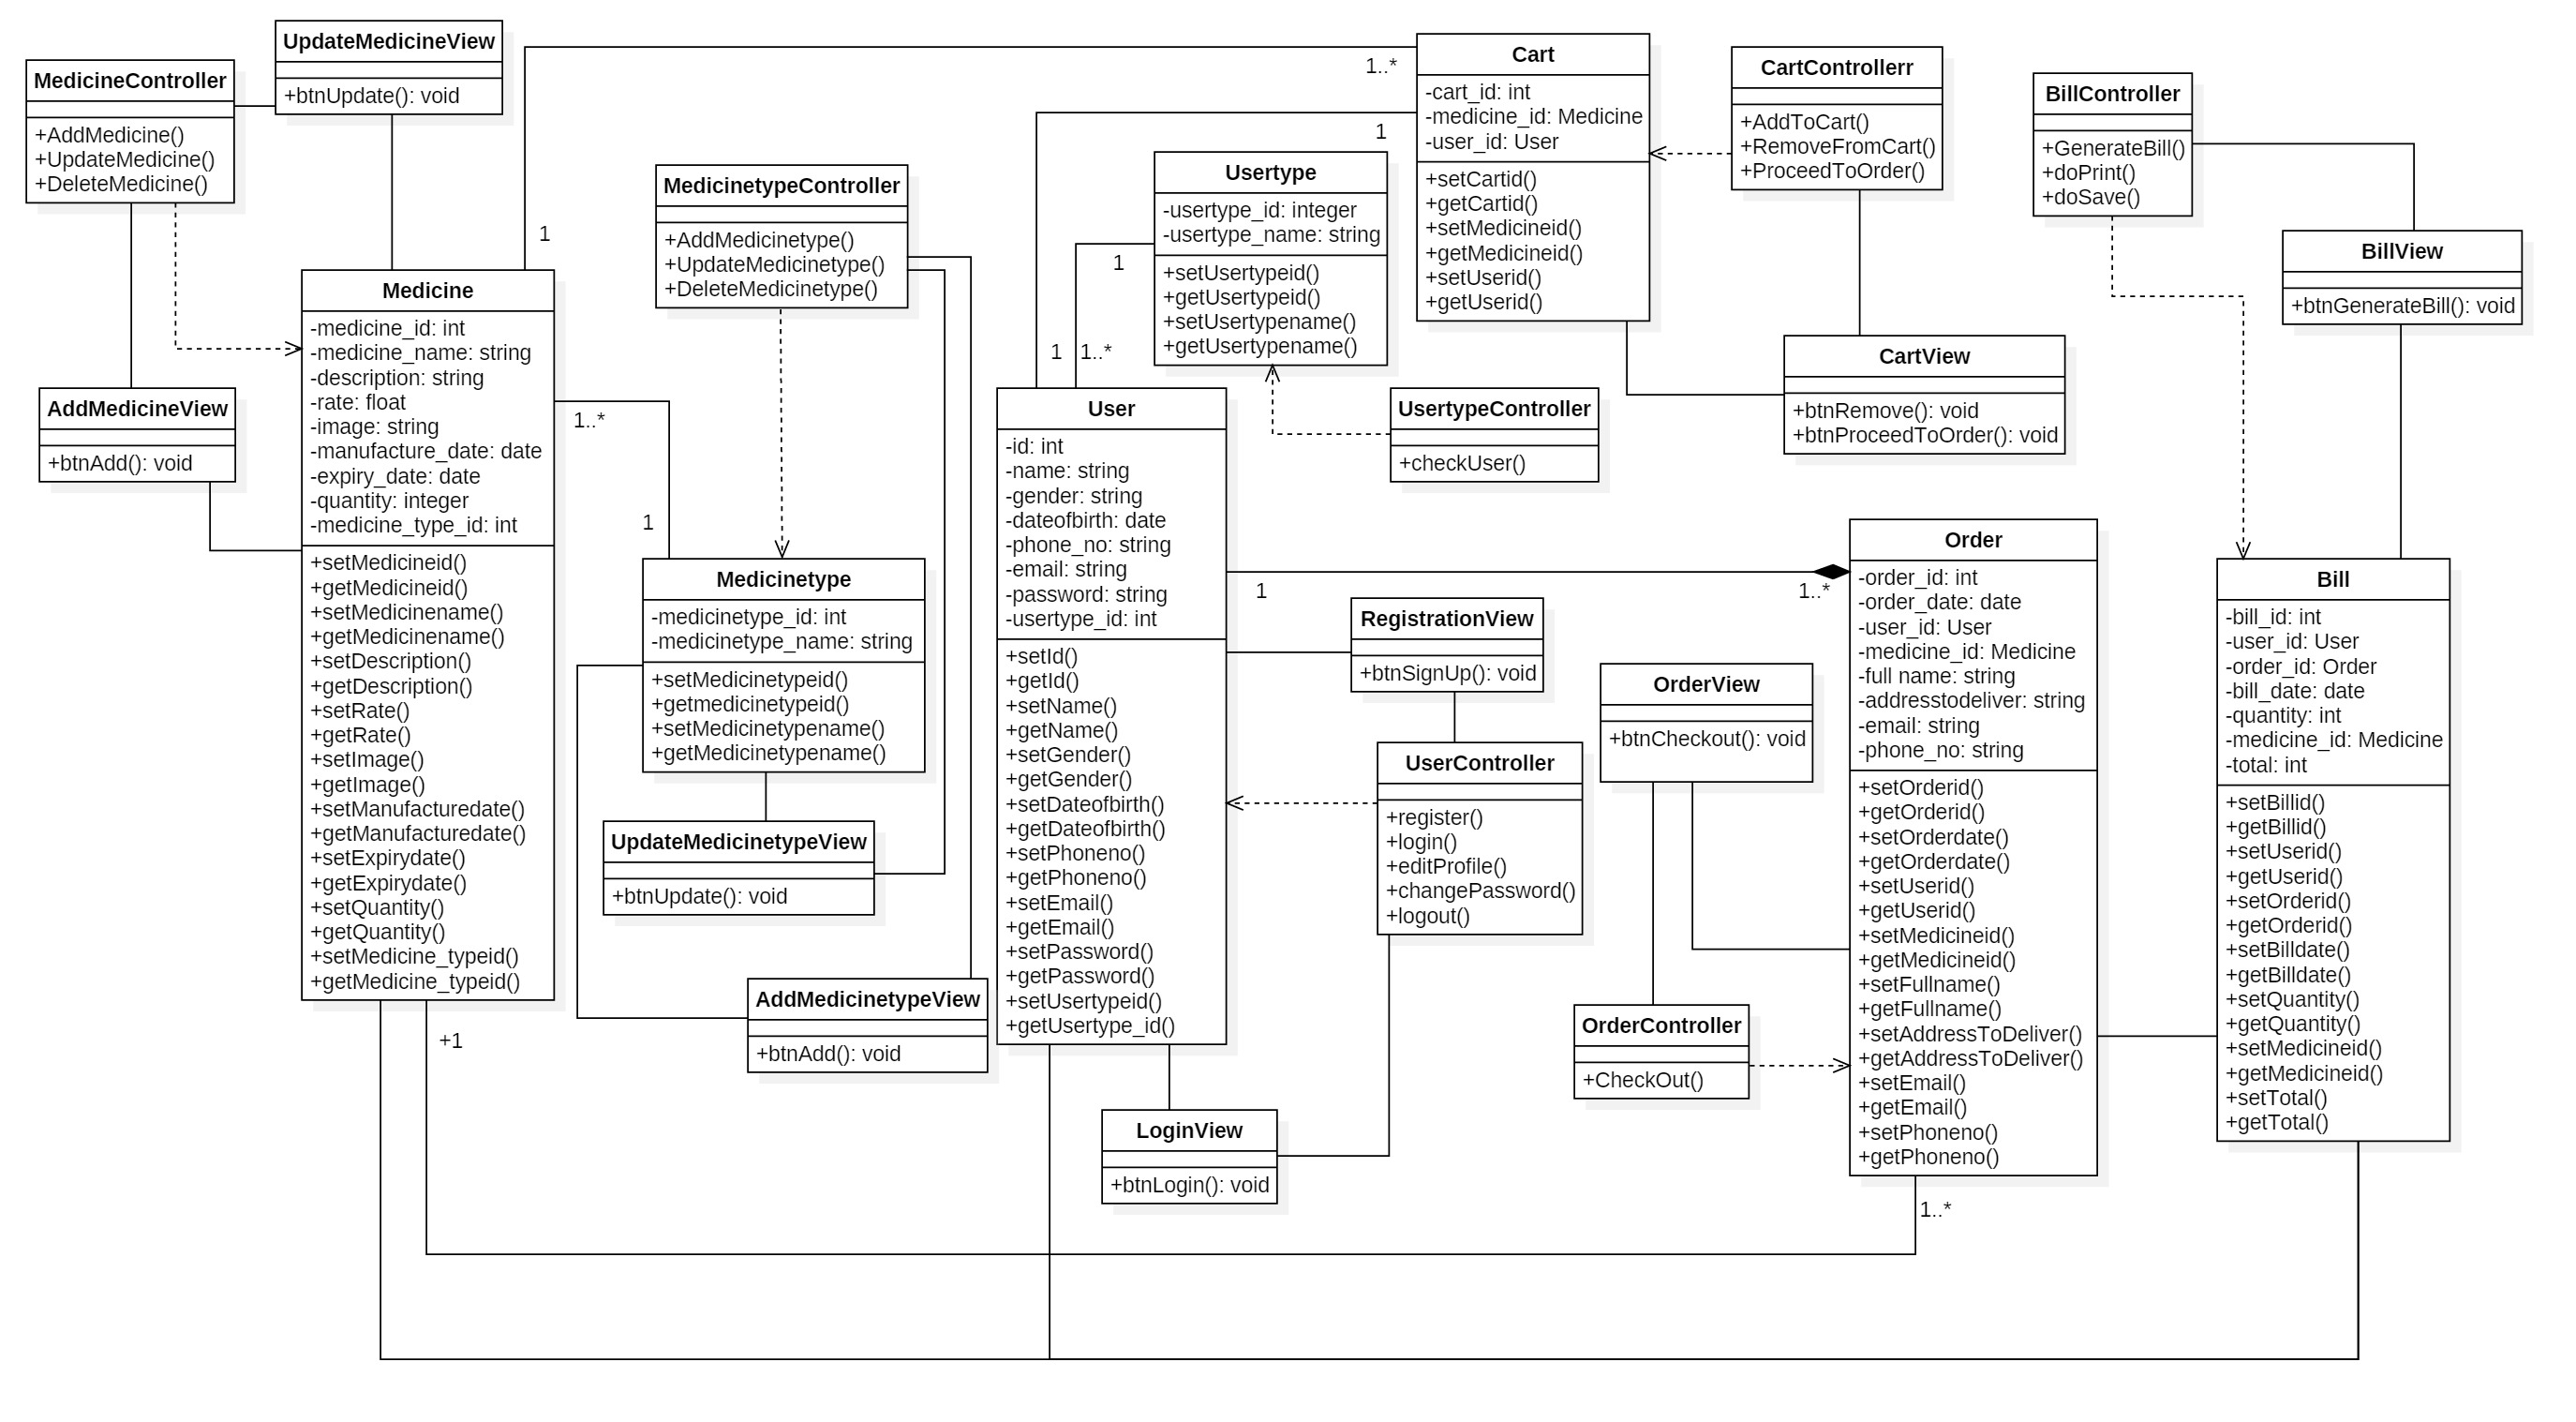 UpdateMedicineView
+btnUpdate(): void
MedicineController
+AddMedicine()
+UpdateMedicine()
+DeleteMedicine()
AddMedicineView
+btnAdd(): void
1
Medicine
-medicine_id: int
-medicine_name: string
-description: string
-rate: float
-image: string
-manufacture_date: date
-expiry_date: date
-quantity: integer
-medicine_type_id: int
+setMedicineid()
+getMedicineid()
+setMedicinename()
+getMedicinename()
+setDescription()
+getDescription()
+setRate()
+getRate()
+setImage()
+getImage()
+setManufacturedate()
+getManufacturedate()
+setExpirydate()
+getExpirydate()
+setQuantity()
+getQuantity()
+setMedicine_typeid()
+getMedicine_typeid()
+1
1..*
1
MedicinetypeController
+AddMedicinetype()
+UpdateMedicinetype()
+DeleteMedicinetype()
Medicinetype
-medicinetype_id: int
-medicinetype_name: string
+setMedicinetypeid()
+getmedicinetypeid()
+setMedicinetypename()
+getMedicinetypename()
UpdateMedicinetypeView
+btnUpdate(): void
AddMedicinetypeView
+btnAdd(): void
1..*
1
Cart
-cart_id: int
-medicine_id: Medicine
-user_id: User
+setCartid()
+getCartid()
+setMedicineid()
+getMedicineid()
+setUserid()
+getUserid()
Usertype
-usertype_id: integer
-usertype_name: string
+setUsertypeid()
+getUsertypeid()
+setUsertypename()
+getUsertypename()
1
1
1..*
UsertypeController
+checkUser()
User
-id: int
-name: string
-gender: string
-dateofbirth: date
-phone_no: string
-email: string
-password: string
-usertype_id: int
+setId()
+getId()
+setName()
+getName()
+setGender()
+getGender()
+setDateofbirth()
+getDateofbirth()
+setPhoneno()
+getPhoneno()
+setEmail()
+getEmail()
+setPassword()
+getPassword()
+setUsertypeid()
+getUsertype_id()
1
1..*
RegistrationView
+btnSignUp(): void
UserController
+register()
+login()
+editProfile()
+changePassword()
+logout()
LoginView
+btnLogin(): void
CartControllerr
+AddToCart()
+RemoveFromCart()
+ProceedToOrder()
CartView
+btnRemove(): void
+btnProceedToOrder(): void
OrderView
+btnCheckout(): void
OrderController
+CheckOut()
Order
-order_id: int
-order_date: date
-user_id: User
-medicine_id: Medicine
-full name: string
-addresstodeliver: string
-email: string
-phone_no: string
+setOrderid()
+getOrderid()
+setOrderdate()
+getOrderdate()
+setUserid()
+getUserid()
+setMedicineid()
+getMedicineid()
+setFullname()
+getFullname()
+setAddressToDeliver()
+getAddressToDeliver()
+setEmail()
+getEmail()
+setPhoneno()
+getPhoneno()
1..*
BillController
+GenerateBill()
+doPrint()
+doSave()
BillView
+btnGenerateBill(): void
Bill
-bill_id: int
-user_id: User
-order_id: Order
-bill_date: date
-quantity: int
-medicine_id: Medicine
-total: int
+setBillid()
+getBillid()
+setUserid()
+getUserid()
+setOrderid()
+getOrderid()
+setBilldate()
+getBilldate()
+setQuantity()
+getQuantity()
+setMedicineid()
+getMedicineid()
+setTotal()
+getTotal()